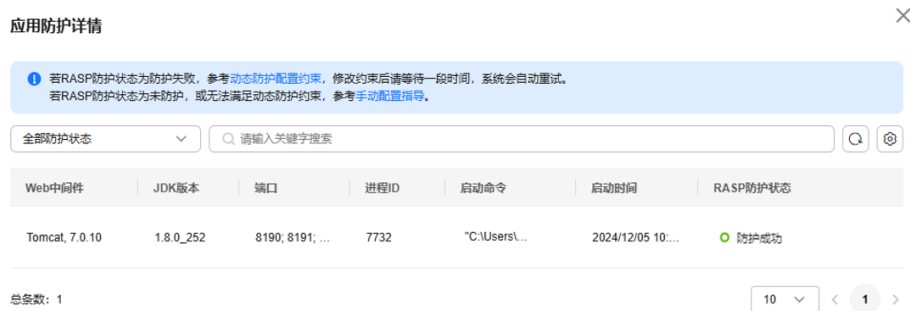 应用防护详情
若RASP防护状态为防护失败，参考动态防护配置约束，修改约束后请等待一段时间，系统会自动重试。
若RASP防护状态为未防护，或无法满足动态防护约束，参考手动配置指导。
全部防护状态 请输入关键字搜索
Web中间件 JDK版本 端口 进程ID 启动命令 启动时间 RASP防护状态
Tomcat, 7.0.10 1.8.0_252 8190; 8191; ... 7732 "C:\Users\... 2024/12/05 10:... 防护成功
总条数：1 10 1